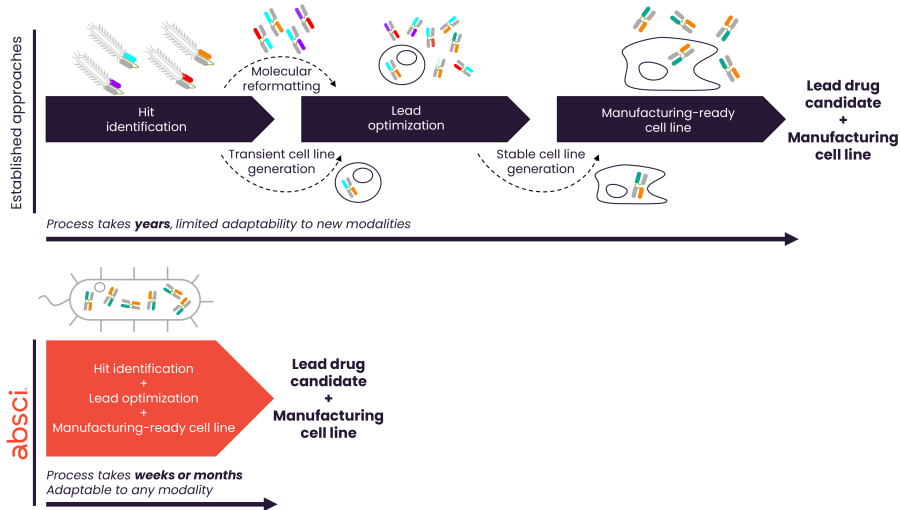 Established approaches
Molecular
reformatting
Hit
identification
Lead
optimization
Manufacturing-ready
cell line
Lead drug
candidate
+
Manufacturing
cell line
Transient cell line
generation
Stable cell line
generation
Process takes years, limited adaptability to new modalities
absci.
Hit identification
+
Lead optimization
+
Manufacturing-ready cell line
Lead drug
candidate
+
Manufacturing
cell line
Process takes weeks or months
Adaptable to any modality